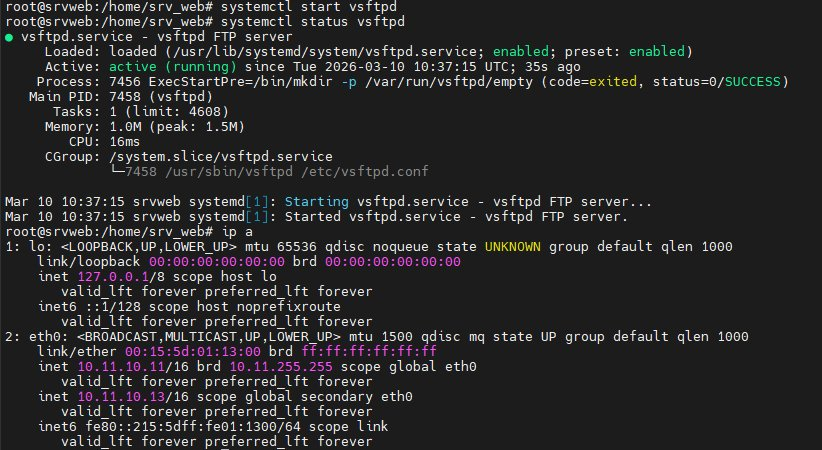 root@srvweb:/home/srv_web# systemctl start vsftpd
root@srvweb:/home/srv_web# systemctl status vsftpd
● vsftpd.service - vsftpd FTP server
Loaded: loaded (/usr/lib/systemd/system/vsftpd.service; enabled; preset: enabled)
Active: active (running) since Tue 2026-03-10 10:37:15 UTC; 35s ago
Process: 7456 ExecStartPre=/bin/mkdir -p /var/run/vsftpd/empty (code=exited, status=0/SUCCESS)
Main PID: 7458 (vsftpd)
Tasks: 1 (limit: 4608)
Memory: 1.0M (peak: 1.5M)
CPU: 16ms
CGroup: /system.slice/vsftpd.service
└─7458 /usr/sbin/vsftpd /etc/vsftpd.conf
Mar 10 10:37:15 srvweb systemd[1]: Starting vsftpd.service - vsftpd FTP server...
Mar 10 10:37:15 srvweb systemd[1]: Started vsftpd.service - vsftpd FTP server.
root@srvweb:/home/srv_web# ip a
1: lo: <LOOPBACK,UP,LOWER_UP> mtu 65536 qdisc noqueue state UNKNOWN group default qlen 1000
link/loopback 00:00:00:00:00:00 brd 00:00:00:00:00:00
inet 127.0.0.1/8 scope host lo
valid_lft forever preferred_lft forever
inet6 ::1/128 scope host noprefixroute
valid_lft forever preferred_lft forever
2: eth0: <BROADCAST,MULTICAST,UP,LOWER_UP> mtu 1500 qdisc mq state UP group default qlen 1000
link/ether 00:15:5d:01:13:00 brd ff:ff:ff:ff:ff:ff
inet 10.11.10.11/16 brd 10.11.255.255 scope global eth0
valid_lft forever preferred_lft forever
inet 10.11.10.13/16 scope global secondary eth0
valid_lft forever preferred_lft forever
inet6 fe80::215:5dff:fe01:1300/64 scope link
valid_lft forever preferred_lft forever